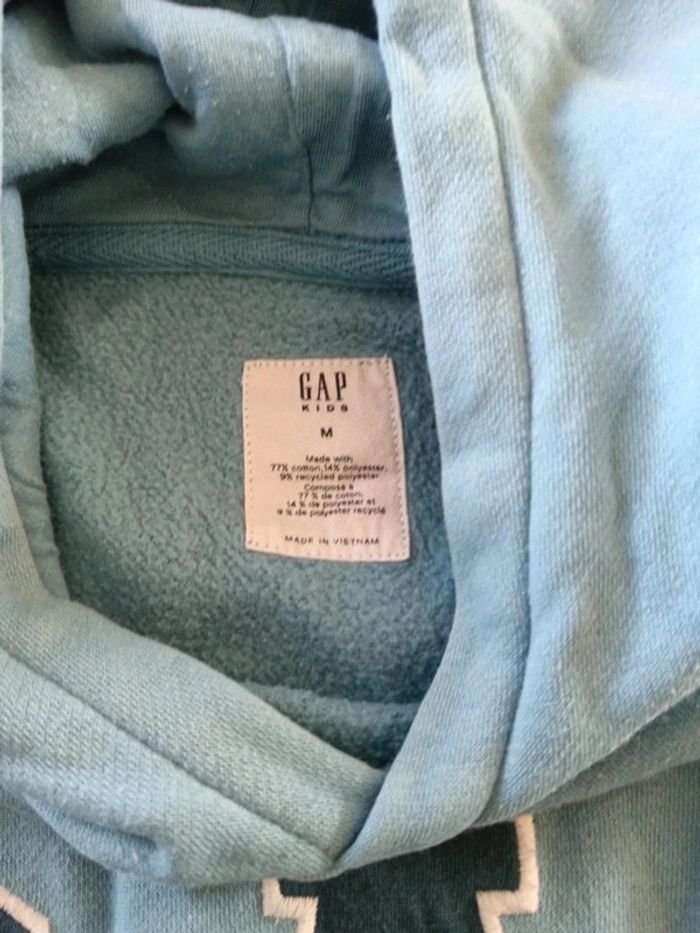 GAP
KIDS
M
Made with
77% cotton, 14% polyester,
9% recycled polyester
Composé à
77 % de coton,
14 % de polyester et
9 % de polyester recyclé
MADE IN VIETNAM